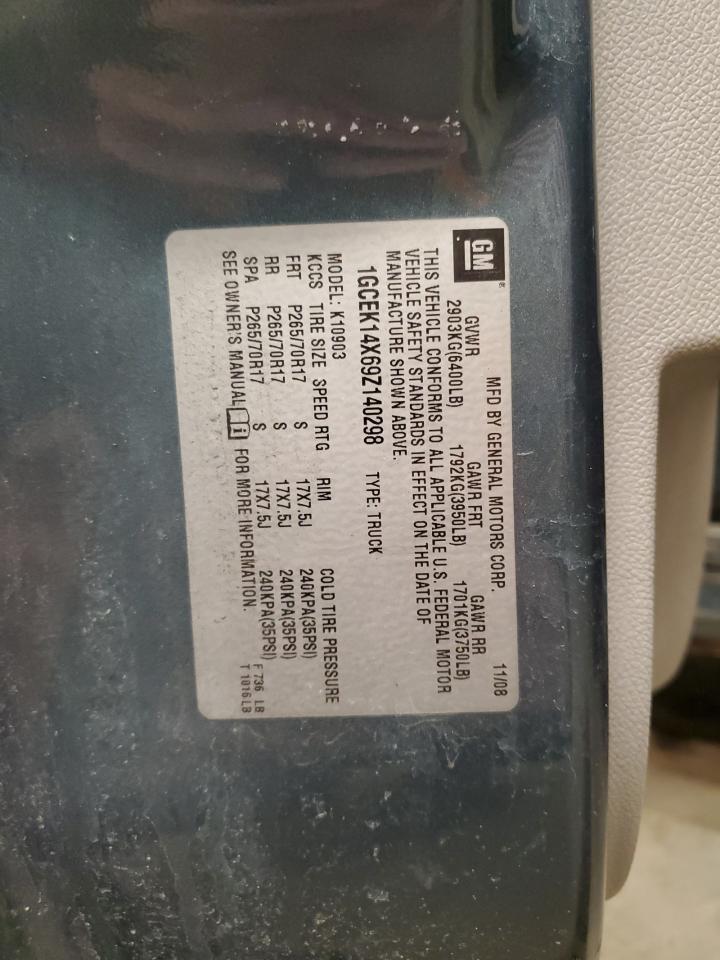 GM®
MFD BY GENERAL MOTORS CORP. 11/08
GVWR GAWR FRT GAWR RR
2903KG(6400LB) 1792KG(3950LB) 1701KG(3750LB)
THIS VEHICLE CONFORMS TO ALL APPLICABLE U.S. FEDERAL MOTOR
VEHICLE SAFETY STANDARDS IN EFFECT ON THE DATE OF
MANUFACTURE SHOWN ABOVE.
1GCEK14X69Z140298 TYPE: TRUCK
MODEL: K10903
KCCS TIRE SIZE SPEED RTG RIM COLD TIRE PRESSURE
FRT P265/70R17 S 17X7.5J 240KPA(35PSI)
RR P265/70R17 S 17X7.5J 240KPA(35PSI)
SPA P265/70R17 S 17X7.5J 240KPA(35PSI)
SEE OWNER'S MANUAL i FOR MORE INFORMATION.
F 736 LB
T 1016LB